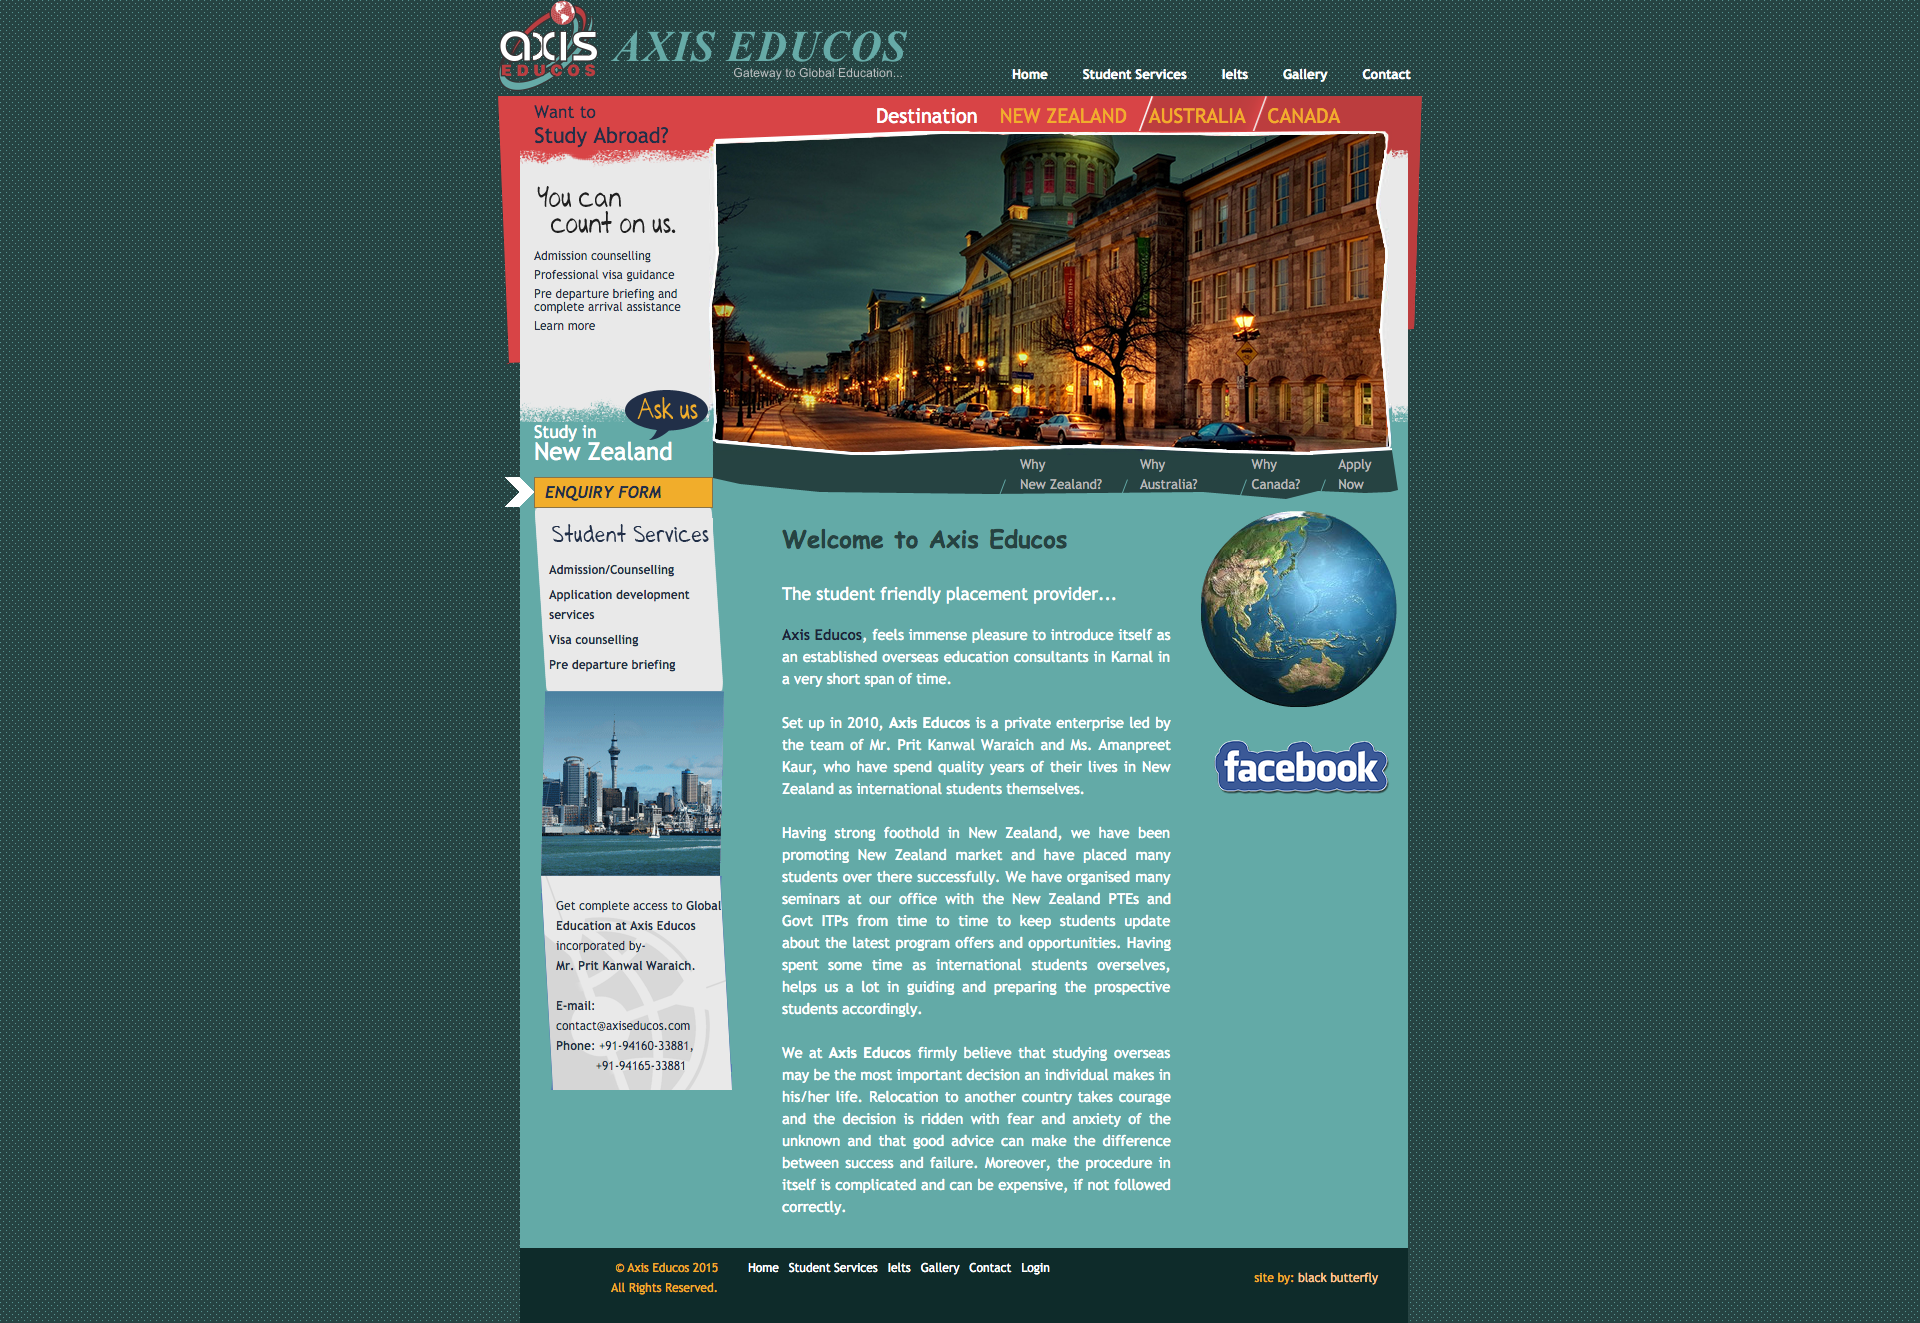 axis
EDUCOS
AXIS EDUCOS
Gateway to Global Education...
Home Student Services Ielts Gallery Contact
Want to
Study Abroad?
Destination NEW ZEALAND / AUSTRALIA / CANADA
You can
count on us.
Admission counselling
Professional visa guidance
Pre departure briefing and
complete arrival assistance
Learn more
Ask us
Study in
New Zealand
Why
New Zealand?
/ Why
Australia?
/ Why
Canada?
/ Apply
Now
ENQUIRY FORM
Student Services
Admission/Counselling
Application development
services
Visa counselling
Pre departure briefing
Get complete access to Global
Education at Axis Educos
incorporated by-
Mr. Prit Kanwal Waraich.
E-mail:
contact@axiseducos.com
Phone: +91-94160-33881,
+91-94165-33881
Welcome to Axis Educos
The student friendly placement provider...
Axis Educos, feels immense pleasure to introduce itself as
an established overseas education consultants in Karnal in
a very short span of time.
Set up in 2010, Axis Educos is a private enterprise led by
the team of Mr. Prit Kanwal Waraich and Ms. Amanpreet
Kaur, who have spend quality years of their lives in New
Zealand as international students themselves.
Having strong foothold in New Zealand, we have been
promoting New Zealand market and have placed many
students over there successfully. We have organised many
seminars at our office with the New Zealand PTEs and
Govt ITPs from time to time to keep students update
about the latest program offers and opportunities. Having
spent some time as international students overselves,
helps us a lot in guiding and preparing the prospective
students accordingly.
We at Axis Educos firmly believe that studying overseas
may be the most important decision an individual makes in
his/her life. Relocation to another country takes courage
and the decision is ridden with fear and anxiety of the
unknown and that good advice can make the difference
between success and failure. Moreover, the procedure in
itself is complicated and can be expensive, if not followed
correctly.
facebook
© Axis Educos 2015
All Rights Reserved.
Home Student Services Ielts Gallery Contact Login
site by: black butterfly